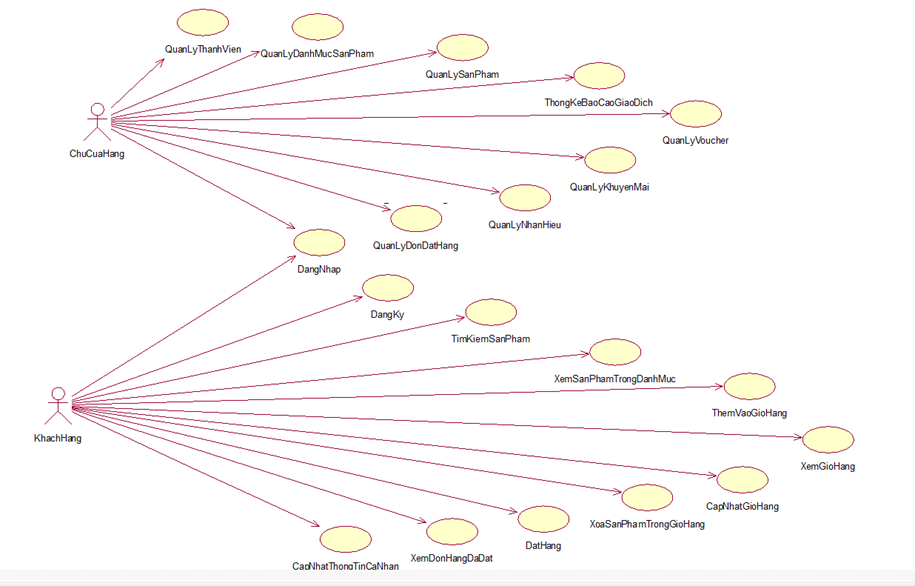 QuanLyThanhVien
QuanLyDanhMucSanPham
QuanLySanPham
ThongKeBaoCaoGiaoDich
QuanLyVoucher
ChuCuaHang
QuanLyKhuyenMai
QuanLyNhanHieu
QuanLyDonDatHang
DangNhap
DangKy
TimKiemSanPham
XemSanPhamTrongDanhMuc
ThemVaoGioHang
KhachHang
XemGioHang
CapNhatGioHang
XoaSanPhamTrongGioHang
DatHang
XemDonHangDaDat
CapNhatThongTinCaNhan